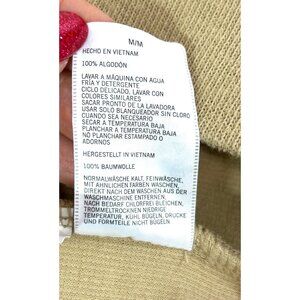 M/M
HECHO EN VIETNAM
100% ALGODÓN
LAVAR A MÁQUINA CON AGUA
FRÍA Y DETERGENTE
CICLO DELICADO, LAVAR CON
COLORES SIMILARES
SACAR PRONTO DE LA LAVADORA
USAR SOLO BLANQUEADOR SIN CLORO
CUANDO SEA NECESARIO
SECAR A TEMPERATURA BAJA
PLANCHAR A TEMPERATURA BAJA
NO PLANCHAR ESTAMPADO O
ADORNOS
HERGESTELLT IN VIETNAM
100% BAUMWOLLE
NORMALWÄSCHE KALT, FEINWÄSCHE,
MIT ÄHNLICHEN FARBEN WASCHEN,
DIREKT NACH DEM WASCHEN AUS DER
WASCHMASCHINE ENTFERNEN,
NACH BEDARF CHLORFREI BLEICHEN,
TROMMELTROCKNEN NIEDRIGE
TEMPERATUR, KÜHL BÜGELN, DRUCKE
UND FORMTEILE NICHT BÜGELN